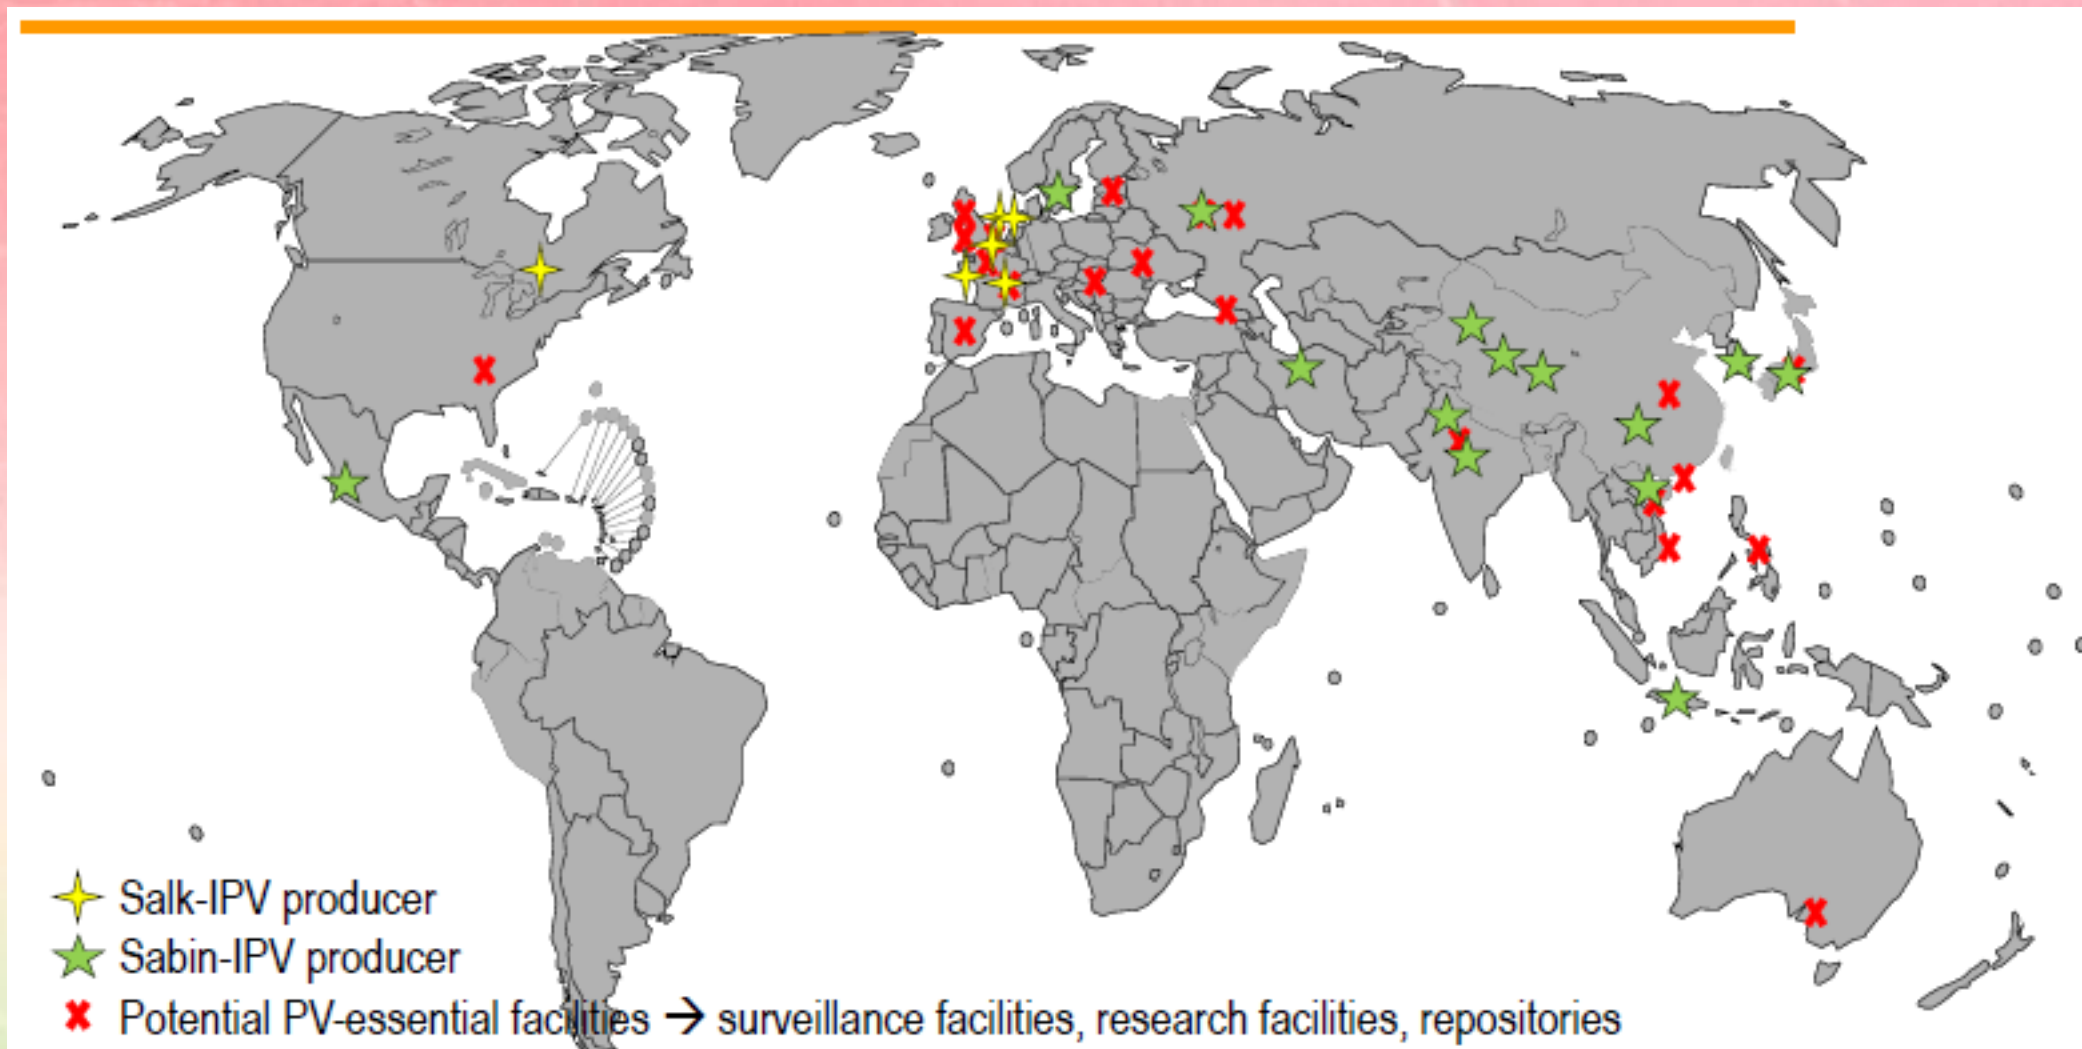 Salk-IPV producer
Sabin-IPV producer
Potential PV-essential facilities → surveillance facilities, research facilities, repositories